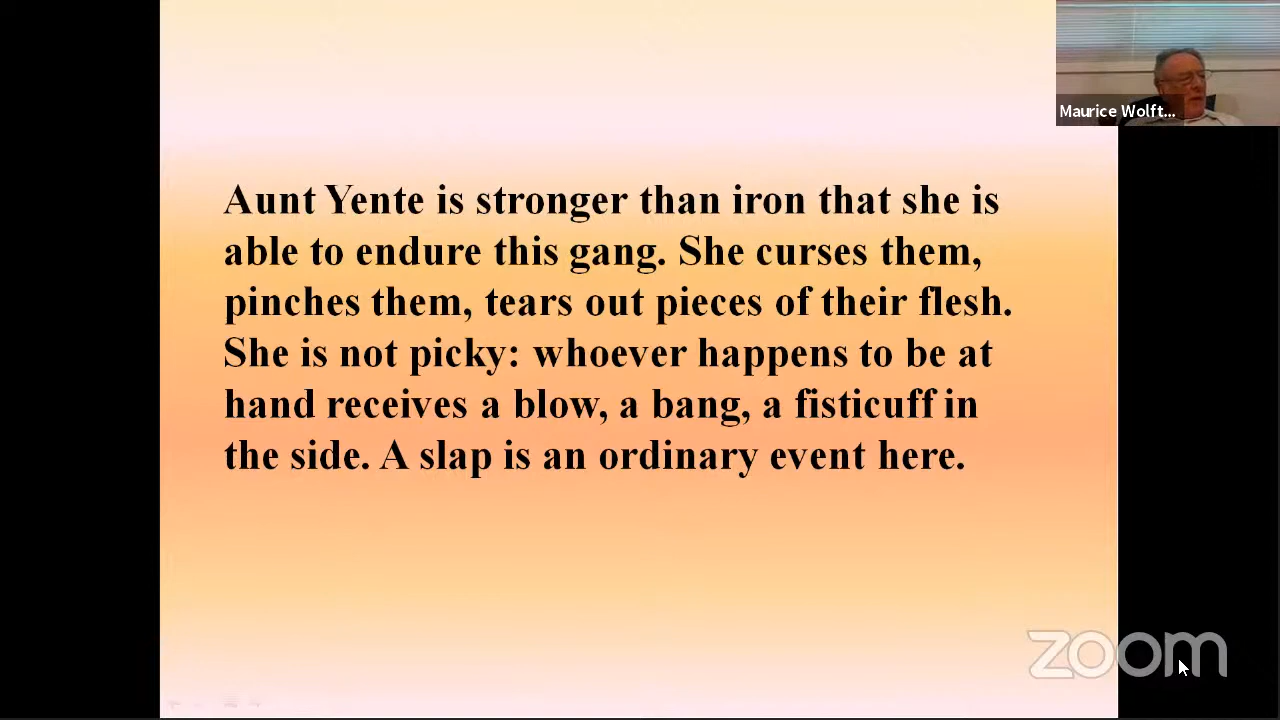 Maurice Wolft...
Aunt Yente is stronger than iron that she is
able to endure this gang. She curses them,
pinches them, tears out pieces of their flesh.
She is not picky: whoever happens to be at
hand receives a blow, a bang, a fisticuff in
the side. A slap is an ordinary event here.
zoom